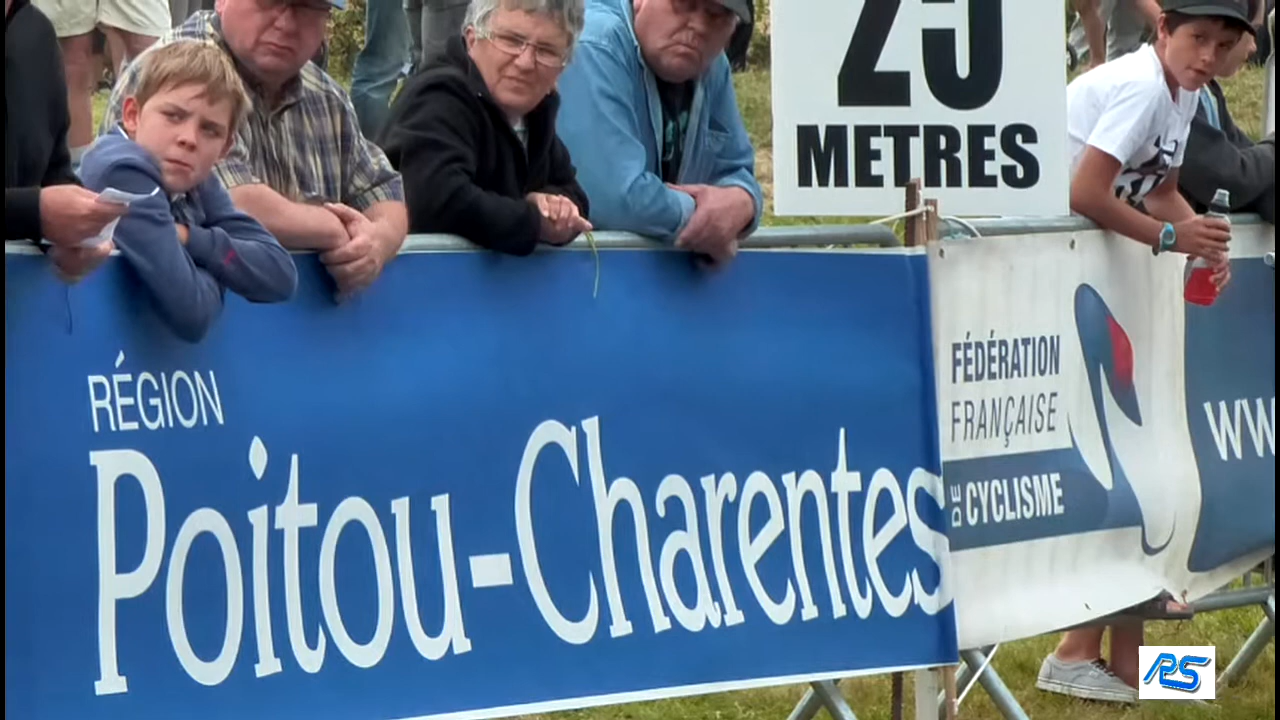 25
METRES
RÉGION
Poitou-Charentes
FÉDÉRATION
FRANÇAISE
DE CYCLISME
RS